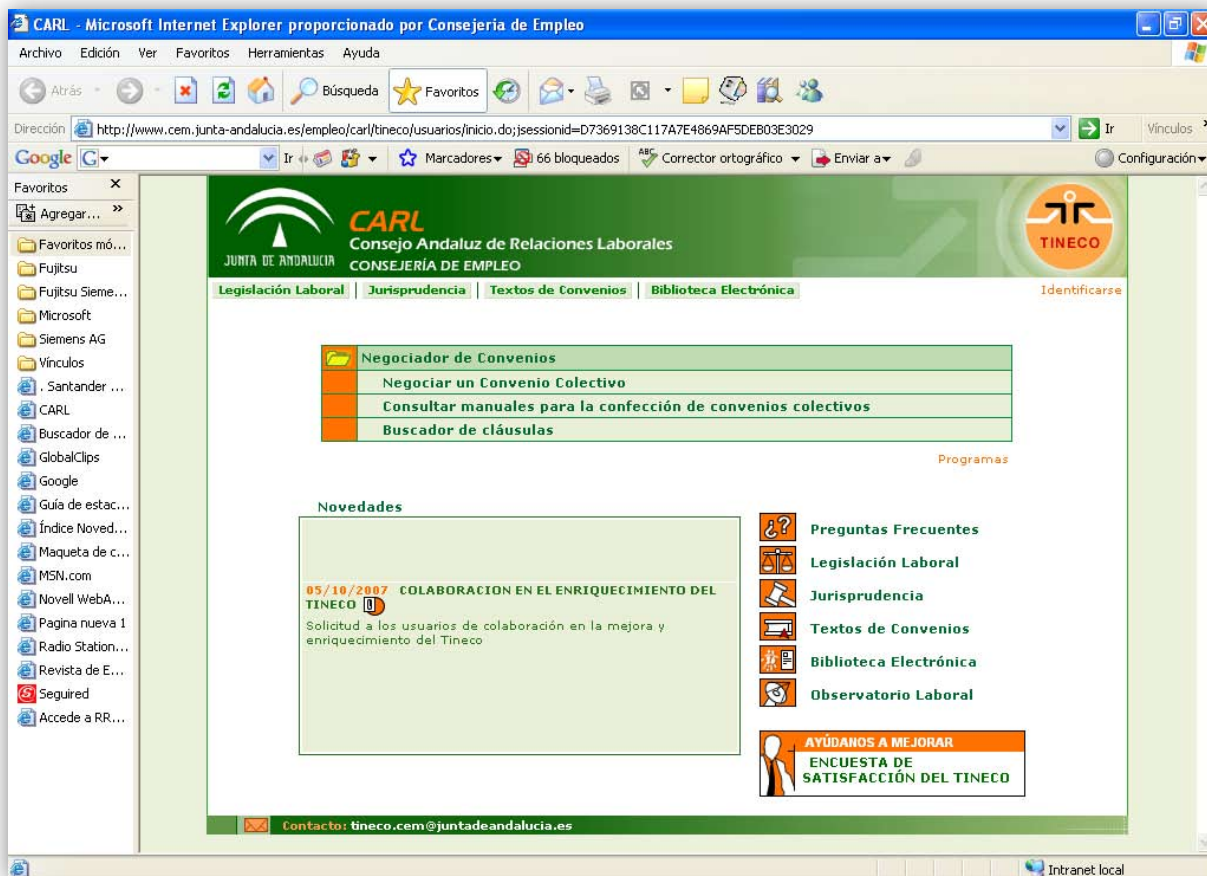 CARL - Microsoft Internet Explorer proporcionado por Consejeria de Empleo
Archivo Edición Ver Favoritos Herramientas Ayuda
Atrás Búsqueda Favoritos
Dirección http://www.cem.junta-andalucia.es/empleo/carl/tineco/usuarios/inicio.do;jsessionid=D7369138C117A7E4869AF5DEB03E3029 Ir Vínculos
Google G Ir Marcadores 66 bloqueados ABC Corrector ortográfico Enviar a Configuración
Favoritos
Agregar...
Favoritos mó...
Fujitsu
Fujitsu Sieme...
Microsoft
Siemens AG
Vínculos
. Santander ...
CARL
Buscador de ...
GlobalClips
Google
Guía de estac...
Índice Noved...
Maqueta de c...
MSN.com
Novell WebA...
Pagina nueva 1
Radio Station...
Revista de E...
Seguired
Accede a RR...
JUNTA DE ANDALUCIA
CARL
Consejo Andaluz de Relaciones Laborales
CONSEJERÍA DE EMPLEO
TINECO
Legislación Laboral | Jurisprudencia | Textos de Convenios | Biblioteca Electrónica
Identificarse
Negociador de Convenios
Negociar un Convenio Colectivo
Consultar manuales para la confección de convenios colectivos
Buscador de cláusulas
Programas
Novedades
05/10/2007 COLABORACION EN EL ENRIQUECIMIENTO DEL
TINECO
Solicitud a los usuarios de colaboración en la mejora y
enriquecimiento del Tineco
Preguntas Frecuentes
Legislación Laboral
Jurisprudencia
Textos de Convenios
Biblioteca Electrónica
Observatorio Laboral
AYÚDANOS A MEJORAR
ENCUESTA DE
SATISFACCIÓN DEL TINECO
Contacto: tineco.cem@juntadeandalucia.es
Intranet local